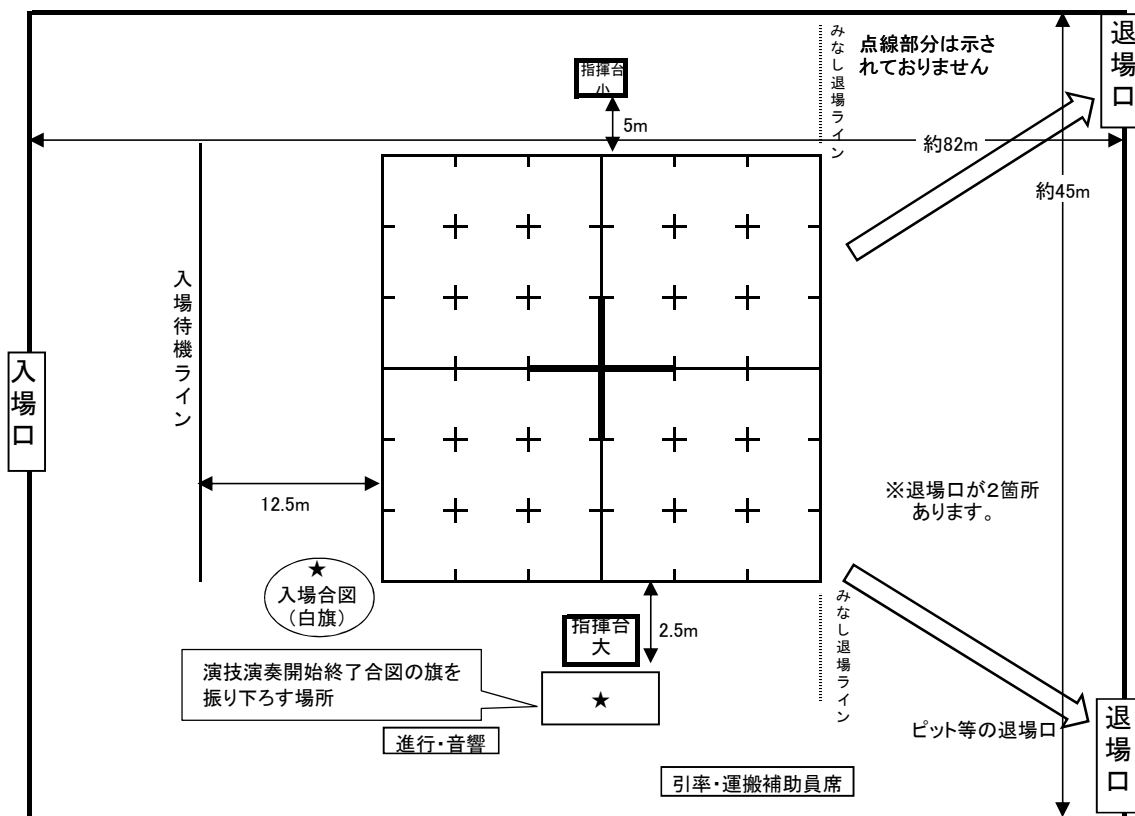 退場口
みなし退場ライン
点線部分は示さ
れておりません
指揮台
小
5m
約82m
約45m
入場待機ライン
入場口
12.5m
※退場口が2箇所
あります。
★
入場合図
（白旗）
指揮台
大
2.5m
みなし退場ライン
演技演奏開始終了合図の旗を
振り下ろす場所
★
進行・音響
ピット等の退場口
退場口
引率・運搬補助員席